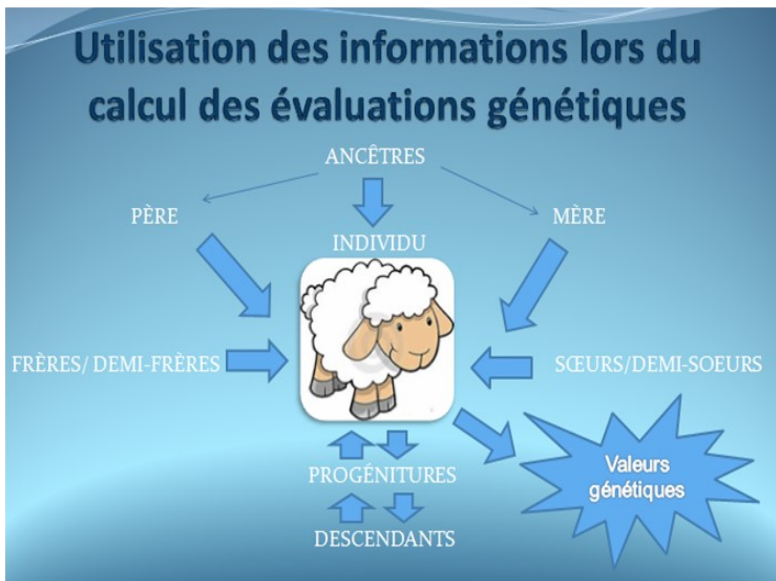 Utilisation des informations lors du
calcul des évaluations génétiques
ANCÊTRES
PÈRE
MÈRE
INDIVIDU
FRÈRES/ DEMI-FRÈRES
SŒURS/DEMI-SOEURS
PROGÉNITURES
Valeurs
génétiques
DESCENDANTS